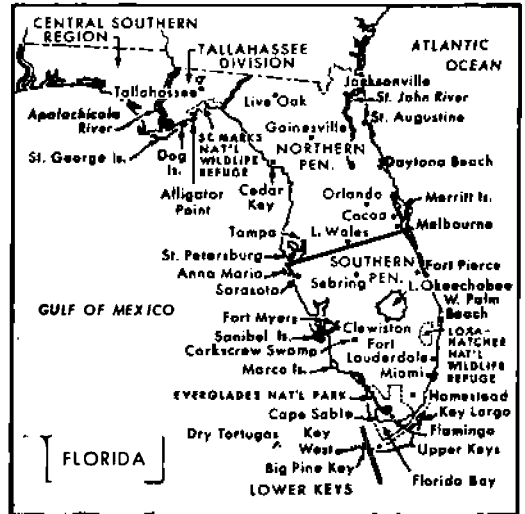 CENTRAL SOUTHERN
REGION
TALLAHASSEE
DIVISION
ATLANTIC
OCEAN
Tallahassee
Jacksonville
Live Oak
St. John River
Apalachicola
River
Gainesville
St. Augustine
ST. MARKS
NAT'L
WILDLIFE
REFUGE
NORTHERN
PEN.
St. George Is.
Dog
Is.
Daytona Beach
Alligator
Point
Cedar
Key
Orlando
Merritt Is.
Cocoa
Melbourne
Tampa
L. Wales
St. Petersburg
SOUTHERN
PEN.
Anna Maria
Fort Pierce
Sebring
L. Okeechobee
Sarasota
W. Palm
Beach
GULF OF MEXICO
Fort Myers
Clewiston
LOXA-
HATCHEE
NAT'L
WILDLIFE
REFUGE
Sanibel Is.
Fort
Lauderdale
Corkscrew Swamp
Miami
Marco Is.
EVERGLADES NAT'L PARK
Homestead
Cape Sable
Key Largo
Dry Tortugas
Key
West
Flamingo
Upper Keys
Big Pine Key
Florida Bay
FLORIDA
LOWER KEYS